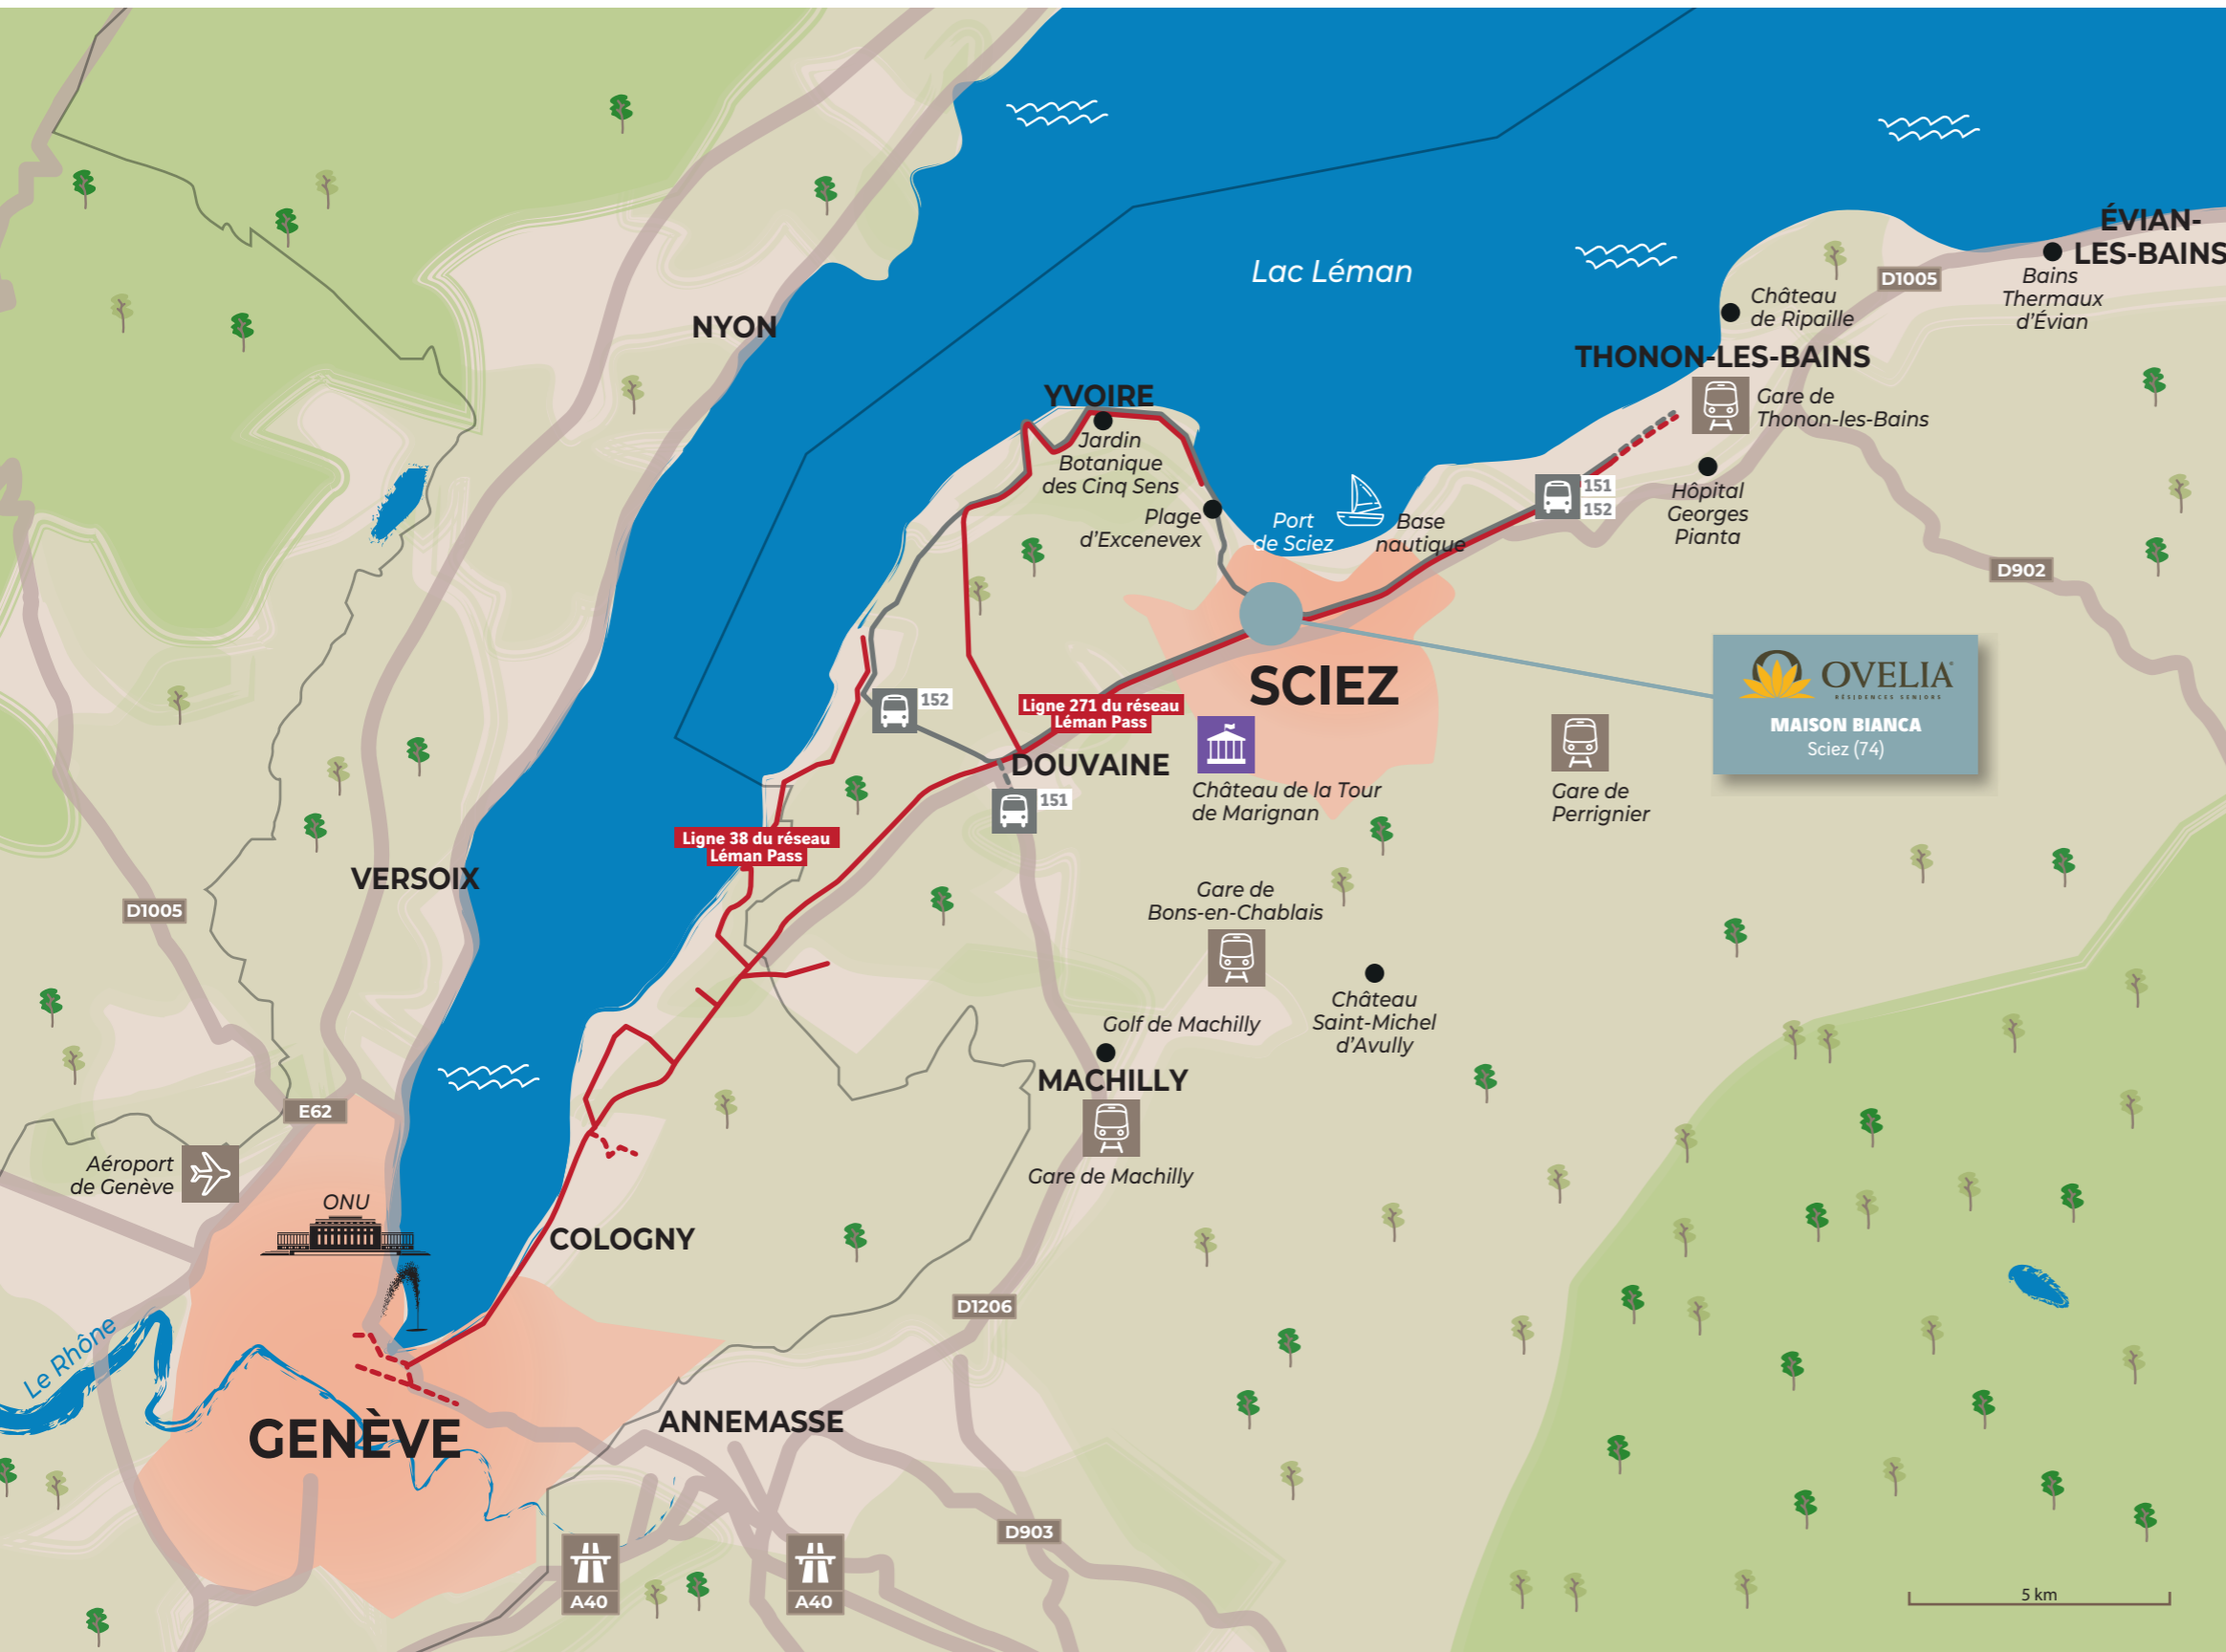 ÉVIAN-
LES-BAINS
Bains
Thermaux
d'Évian
D1005
Lac Léman
Château
de Ripaille
NYON
THONON-LES-BAINS
Gare de
Thonon-les-Bains
YVOIRE
Jardin
Botanique
des Cinq Sens
Plage
d'Excenevex
Port
de Sciez
Base
nautique
151
152
Hôpital
Georges
Pianta
D902
SCIEZ
OVELIA
RÉSIDENCES SENIORS
MAISON BIANCA
Sciez (74)
152
Ligne 271 du réseau
Léman Pass
DOUVAINE
151
Château de la Tour
de Marignan
Gare de
Perrignier
Ligne 38 du réseau
Léman Pass
VERSOIX
D1005
Gare de
Bons-en-Chablais
Château
Saint-Michel
d'Avully
Golf de Machilly
MACHILLY
Gare de Machilly
E62
Aéroport
de Genève
ONU
COLOGNY
D1206
Le Rhône
GENÈVE
ANNEMASSE
D903
A40
A40
5 km